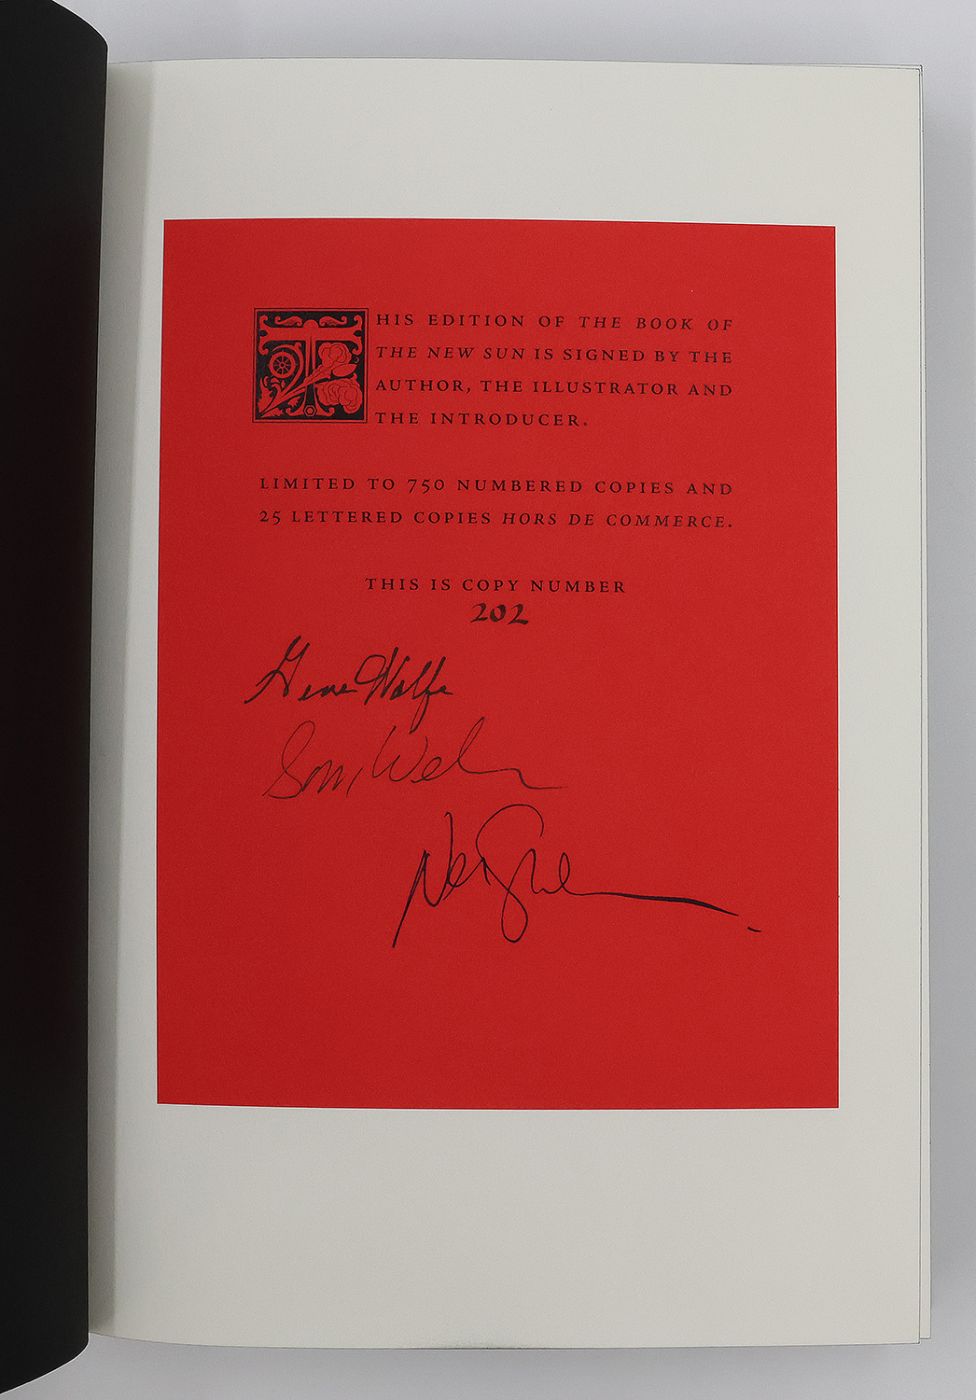 THIS EDITION OF THE BOOK OF
THE NEW SUN IS SIGNED BY THE
AUTHOR, THE ILLUSTRATOR AND
THE INTRODUCER.
LIMITED TO 750 NUMBERED COPIES AND
25 LETTERED COPIES HORS DE COMMERCE.
THIS IS COPY NUMBER
202
Gene Wolfe